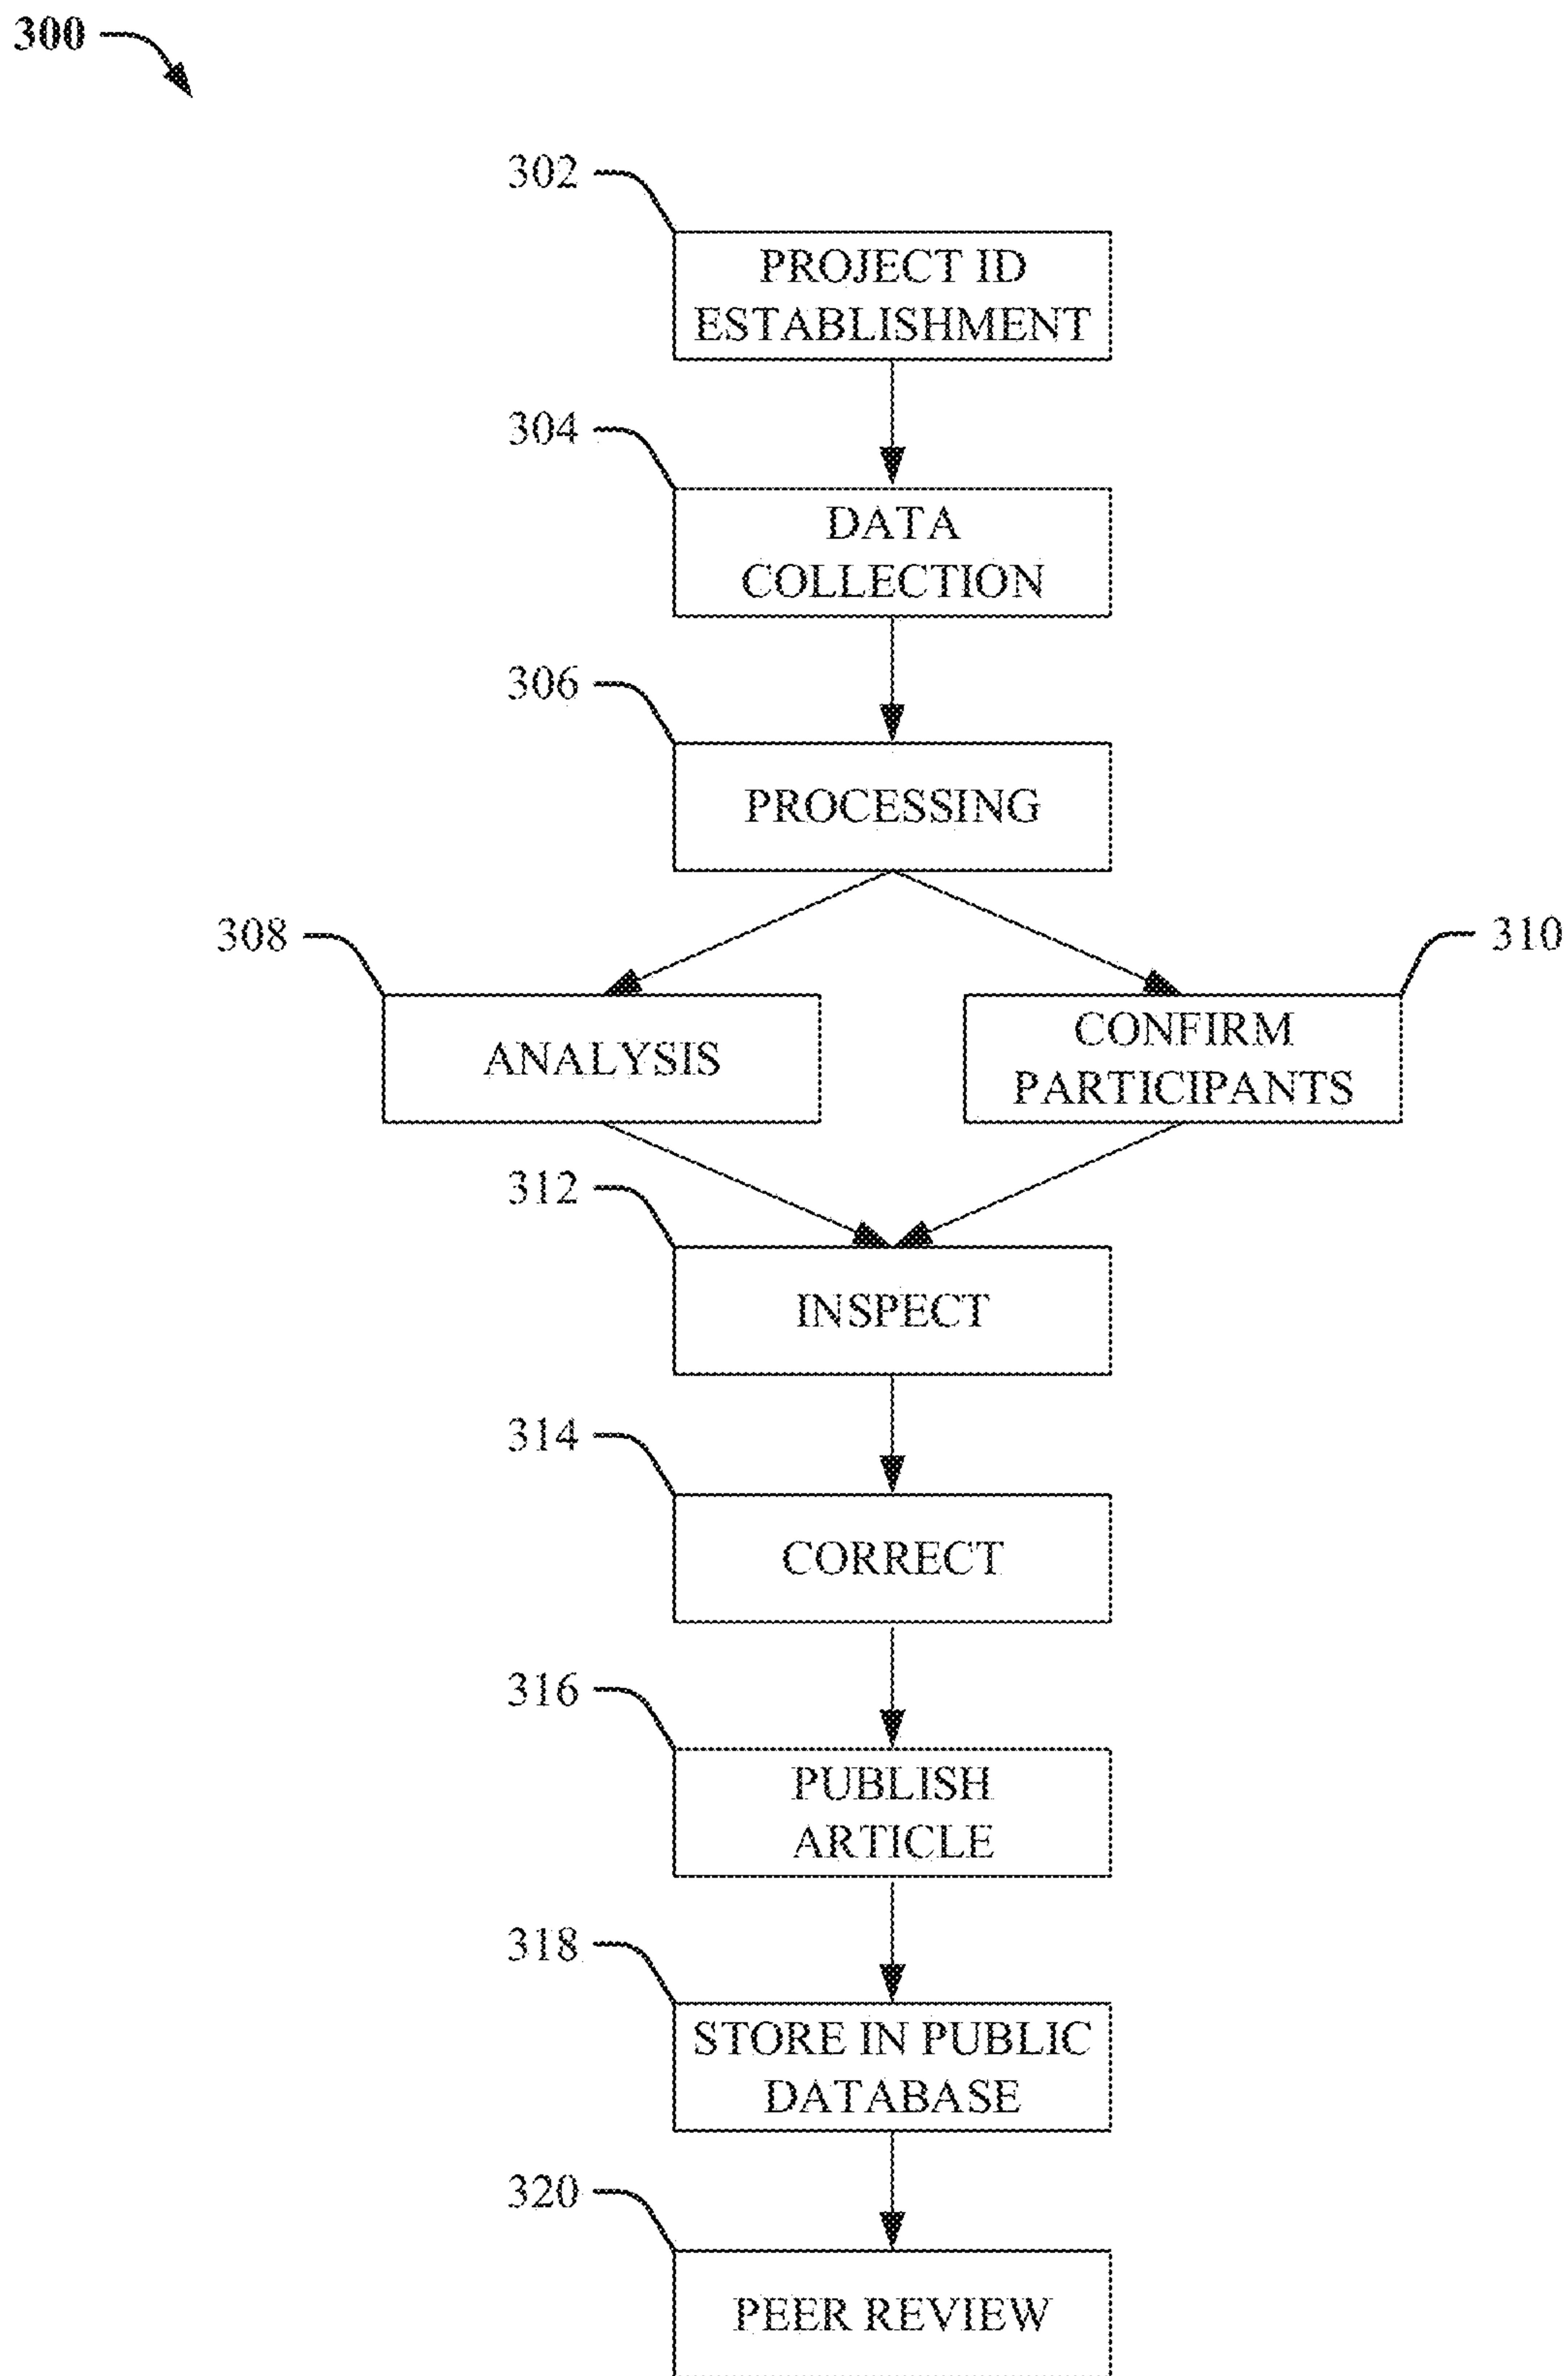 300
302
PROJECT ID
ESTABLISHMENT
304
DATA
COLLECTION
306
PROCESSING
308
310
ANALYSIS
CONFIRM
PARTICIPANTS
312
INSPECT
314
CORRECT
316
PUBLISH
ARTICLE
318
STORE IN PUBLIC
DATABASE
320
PEER REVIEW